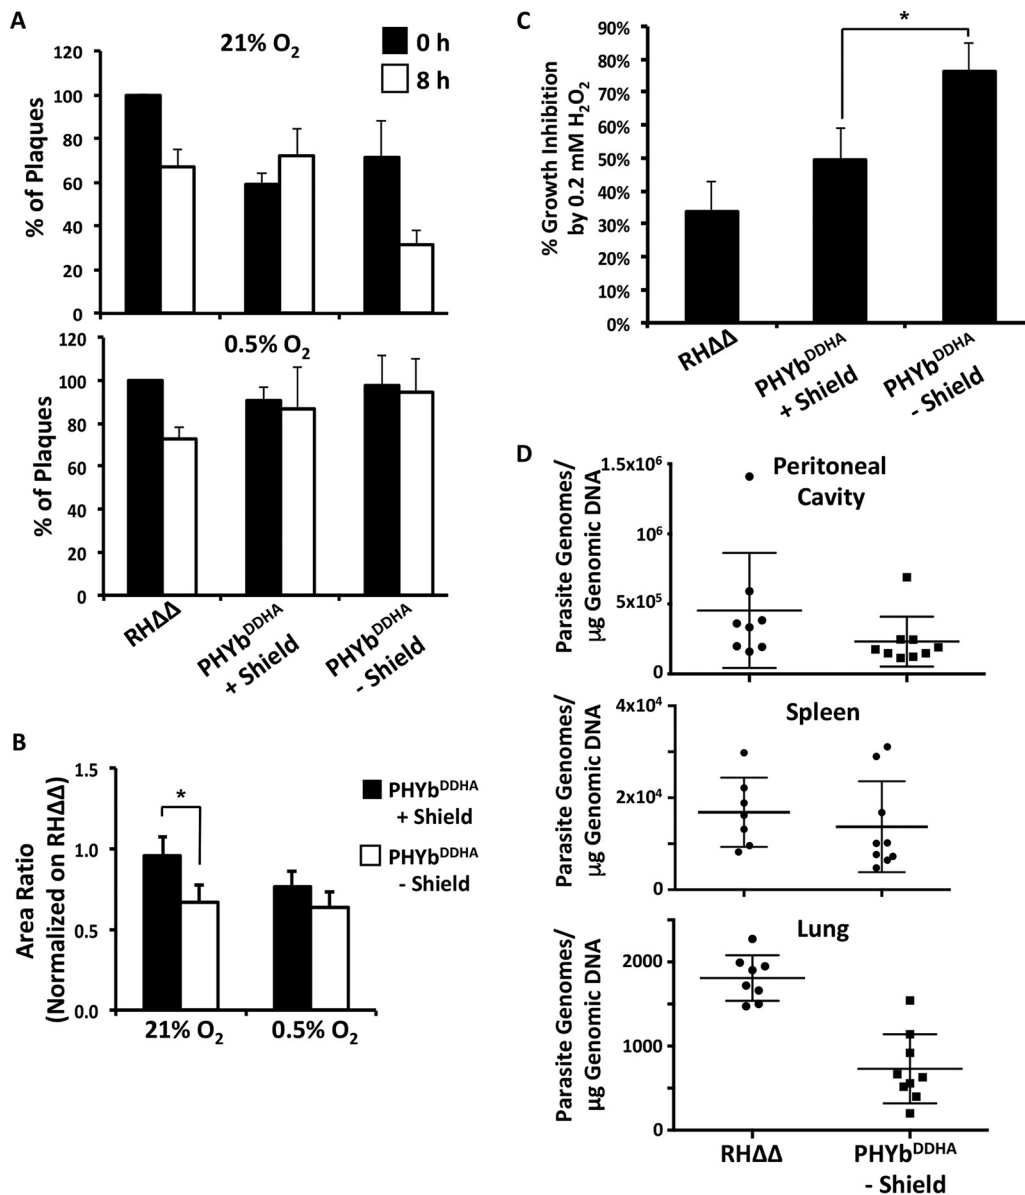 A
21% O2
0 h
8 h
% of Plaques
120
100
80
60
40
20
0
0.5% O2
% of Plaques
120
100
80
60
40
20
0
RHΔΔ
PHYbDDHA
+ Shield
PHYbDDHA
- Shield
B
Area Ratio
(Normalized on RHΔΔ)
1.5
1.0
0.5
0.0
*
PHYbDDHA
+ Shield
PHYbDDHA
- Shield
21% O2
0.5% O2
C
% Growth Inhibition
by 0.2 mM H2O2
90%
80%
70%
60%
50%
40%
30%
20%
10%
0%
*
RHΔΔ
PHYbDDHA
+ Shield
PHYbDDHA
- Shield
D
Parasite Genomes/
µg Genomic DNA
1.5x10^6
10^6
5x10^5
0
Peritoneal
Cavity
Parasite Genomes/
µg Genomic DNA
4x10^4
2x10^4
0
Spleen
Parasite Genomes/
µg Genomic DNA
2000
1000
0
Lung
RHΔΔ
PHYbDDHA
- Shield